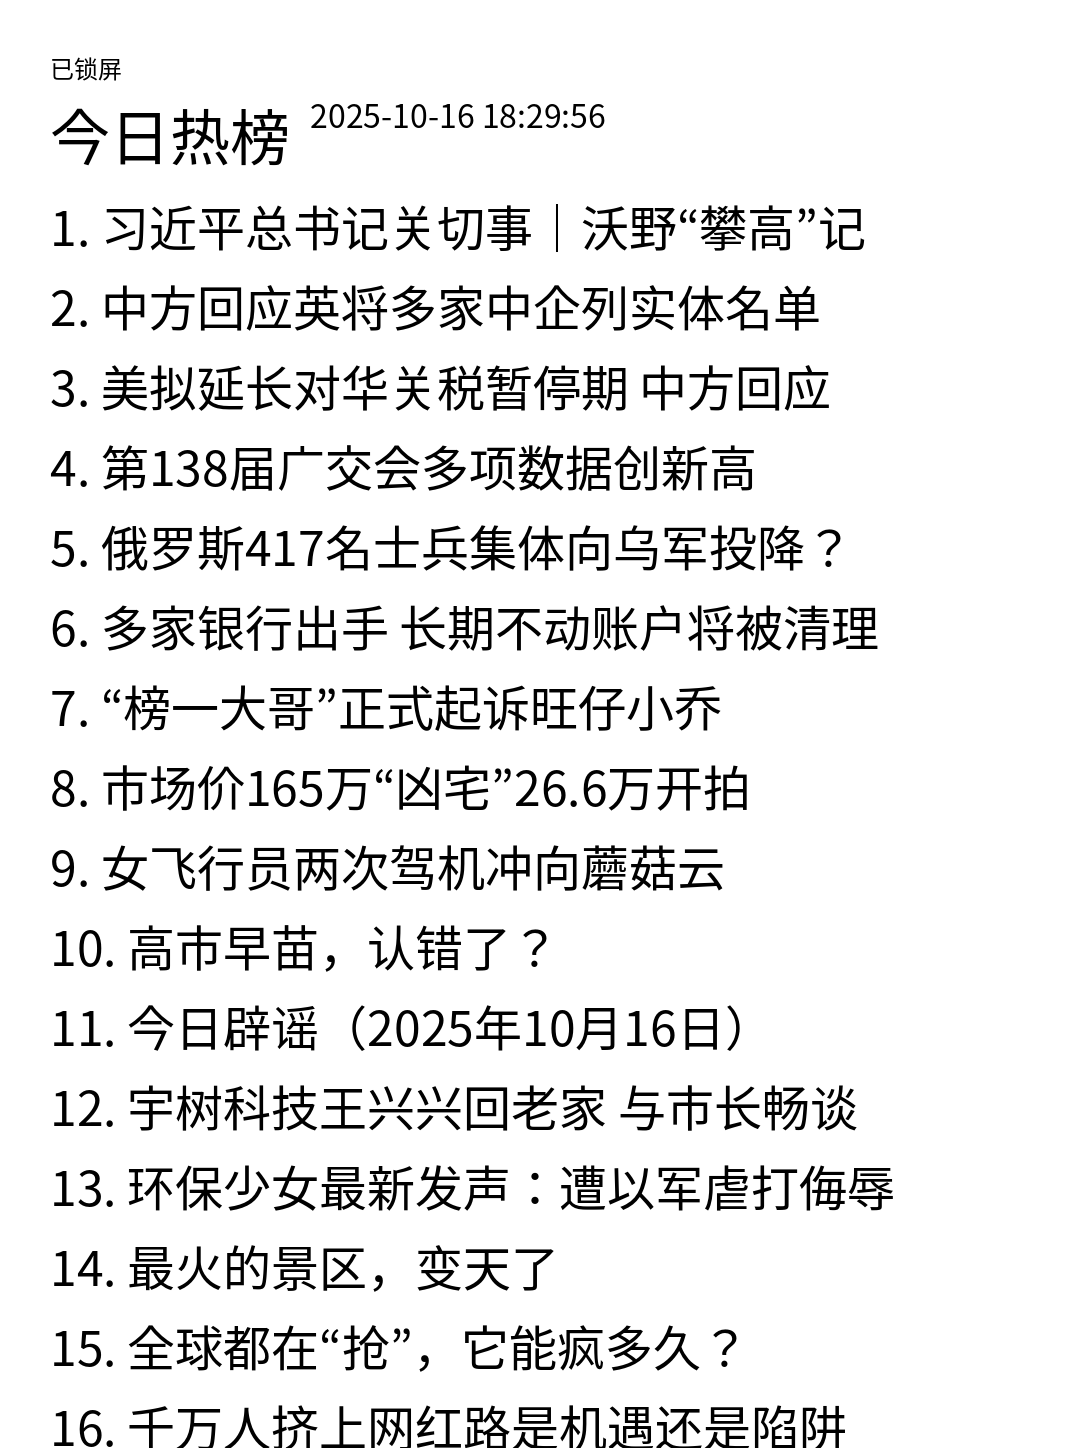 已锁屏
今日热榜 2025-10-16 18:29:56
1. 习近平总书记关切事｜沃野“攀高”记
2. 中方回应英将多家中企列实体名单
3. 美拟延长对华关税暂停期 中方回应
4. 第138届广交会多项数据创新高
5. 俄罗斯417名士兵集体向乌军投降？
6. 多家银行出手 长期不动账户将被清理
7. “榜一大哥”正式起诉旺仔小乔
8. 市场价165万“凶宅”26.6万开拍
9. 女飞行员两次驾机冲向蘑菇云
10. 高市早苗，认错了？
11. 今日辟谣（2025年10月16日）
12. 宇树科技王兴兴回老家 与市长畅谈
13. 环保少女最新发声：遭以军虐打侮辱
14. 最火的景区，变天了
15. 全球都在“抢”，它能疯多久？
16. 千万人挤上网红路是机遇还是陷阱